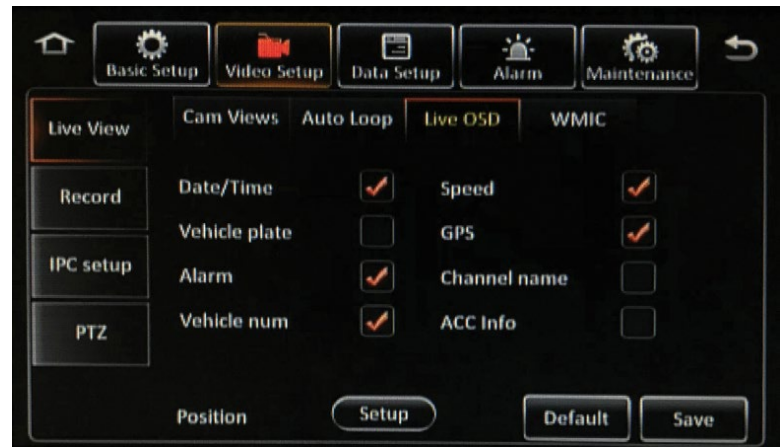 Basic Setup Video Setup Data Setup Alarm Maintenance
Live View
Cam Views Auto Loop Live OSD WMIC
Record
Date/Time Speed
Vehicle plate GPS
IPC setup
Alarm Channel name
Vehicle num ACC Info
PTZ
Position Setup Default Save